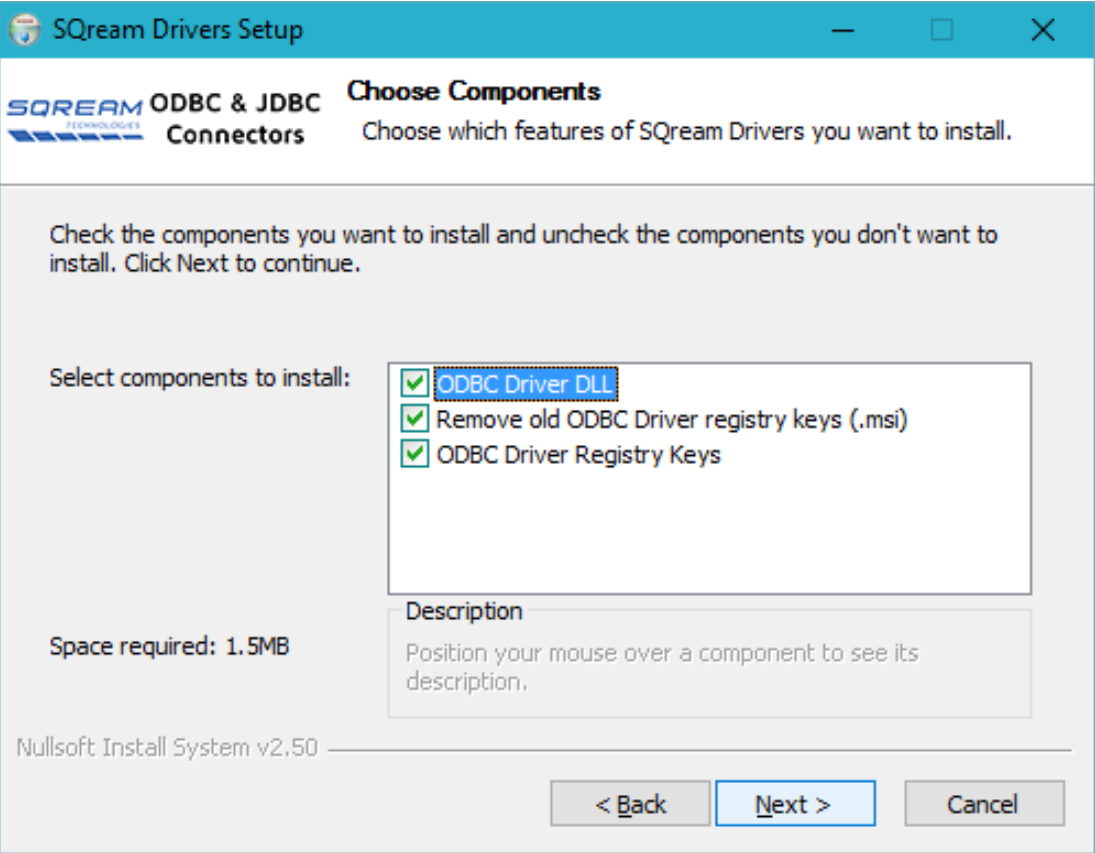 SQream Drivers Setup
SQREAM
TECHNOLOGIES
ODBC & JDBC
Connectors
Choose Components
Choose which features of SQream Drivers you want to install.
Check the components you want to install and uncheck the components you don't want to
install. Click Next to continue.
Select components to install:
ODBC Driver DLL
Remove old ODBC Driver registry keys (.msi)
ODBC Driver Registry Keys
Space required: 1.5MB
Description
Position your mouse over a component to see its
description.
Nullsoft Install System v2.50
< Back
Next >
Cancel